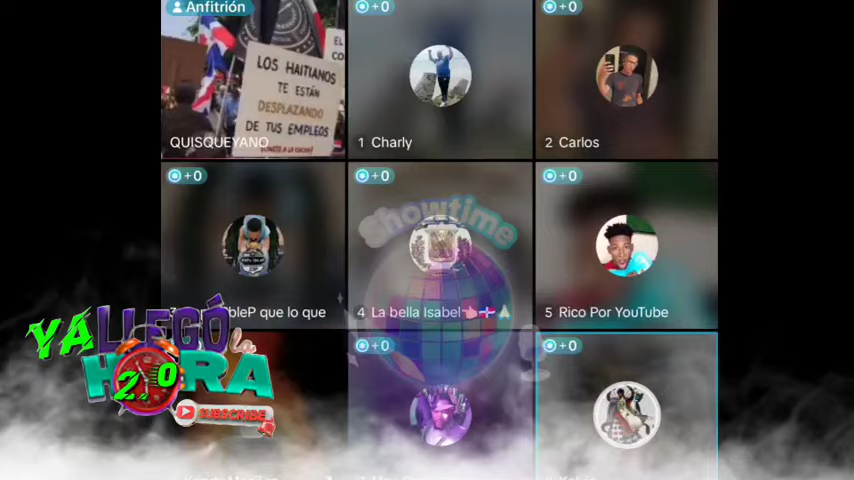 Anfitrión
+0
+0
LOS HAITIANOS
TE ESTÁN
DESPLAZANDO
DE TUS EMPLEOS
QUISQUEYANO
1 Charly
2 Carlos
+0
+0
+0
Showtime
bleP que lo que
4 La bella Isabel
5 Rico Por YouTube
YA LLEGÓ la
HORA
2.0
SUBSCRIBE
+0
+0